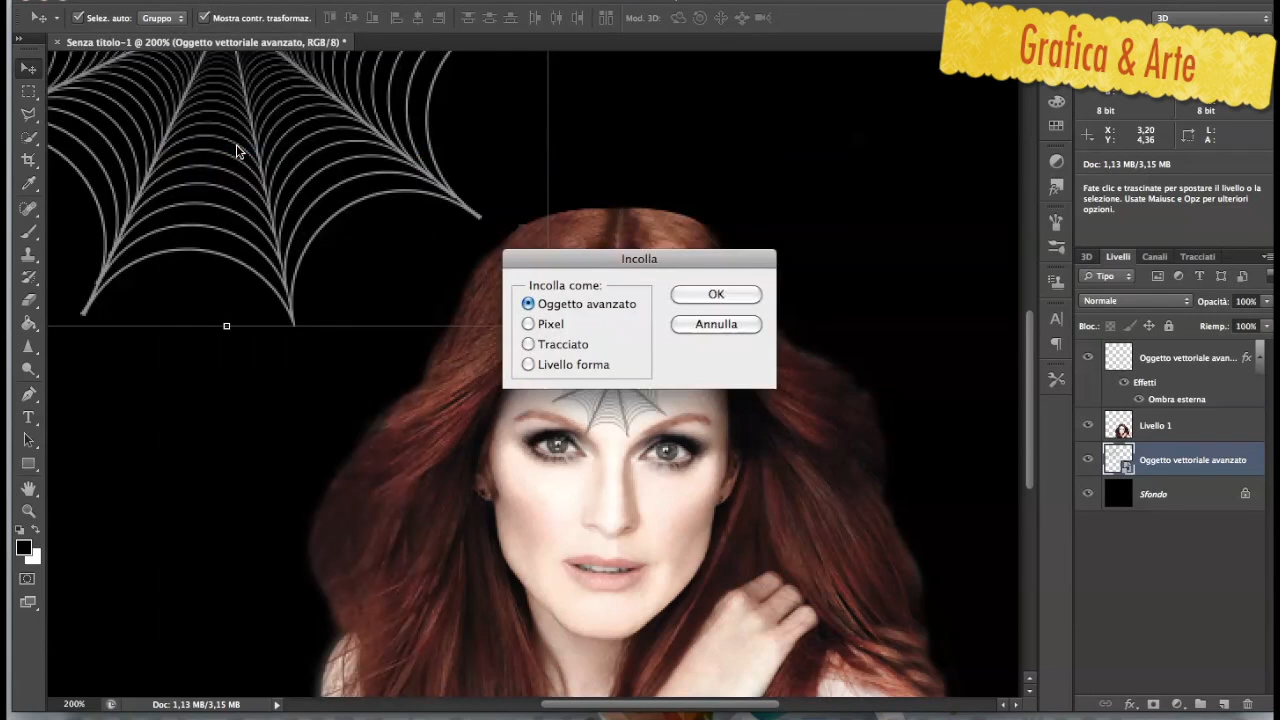 Selez. auto:
Gruppo
Mostra contr. trasformaz.
Mod. 3D:
3D
Grafica & Arte
Senza titolo-1 @ 200% (Oggetto vettoriale avanzato, RGB/8) *
8 bit
8 bit
X: 3,20
Y: 4,36
L:
A:
Doc: 1,13 MB/3,15 MB
Fate clic e trascinate per spostare il livello o la
selezione. Usate Maiusc e Opz per ulteriori
opzioni.
3D Livelli Canali Tracciati
Tipo
Normale
Opacità: 100%
Bloc.:
Riemp.: 100%
Oggetto vettoriale avan... fx
Effetti
Ombra esterna
Livello 1
Oggetto vettoriale avanzato
Sfondo
Incolla
Incolla come:
Oggetto avanzato
Pixel
Tracciato
Livello forma
OK
Annulla
200%
Doc: 1,13 MB/3,15 MB